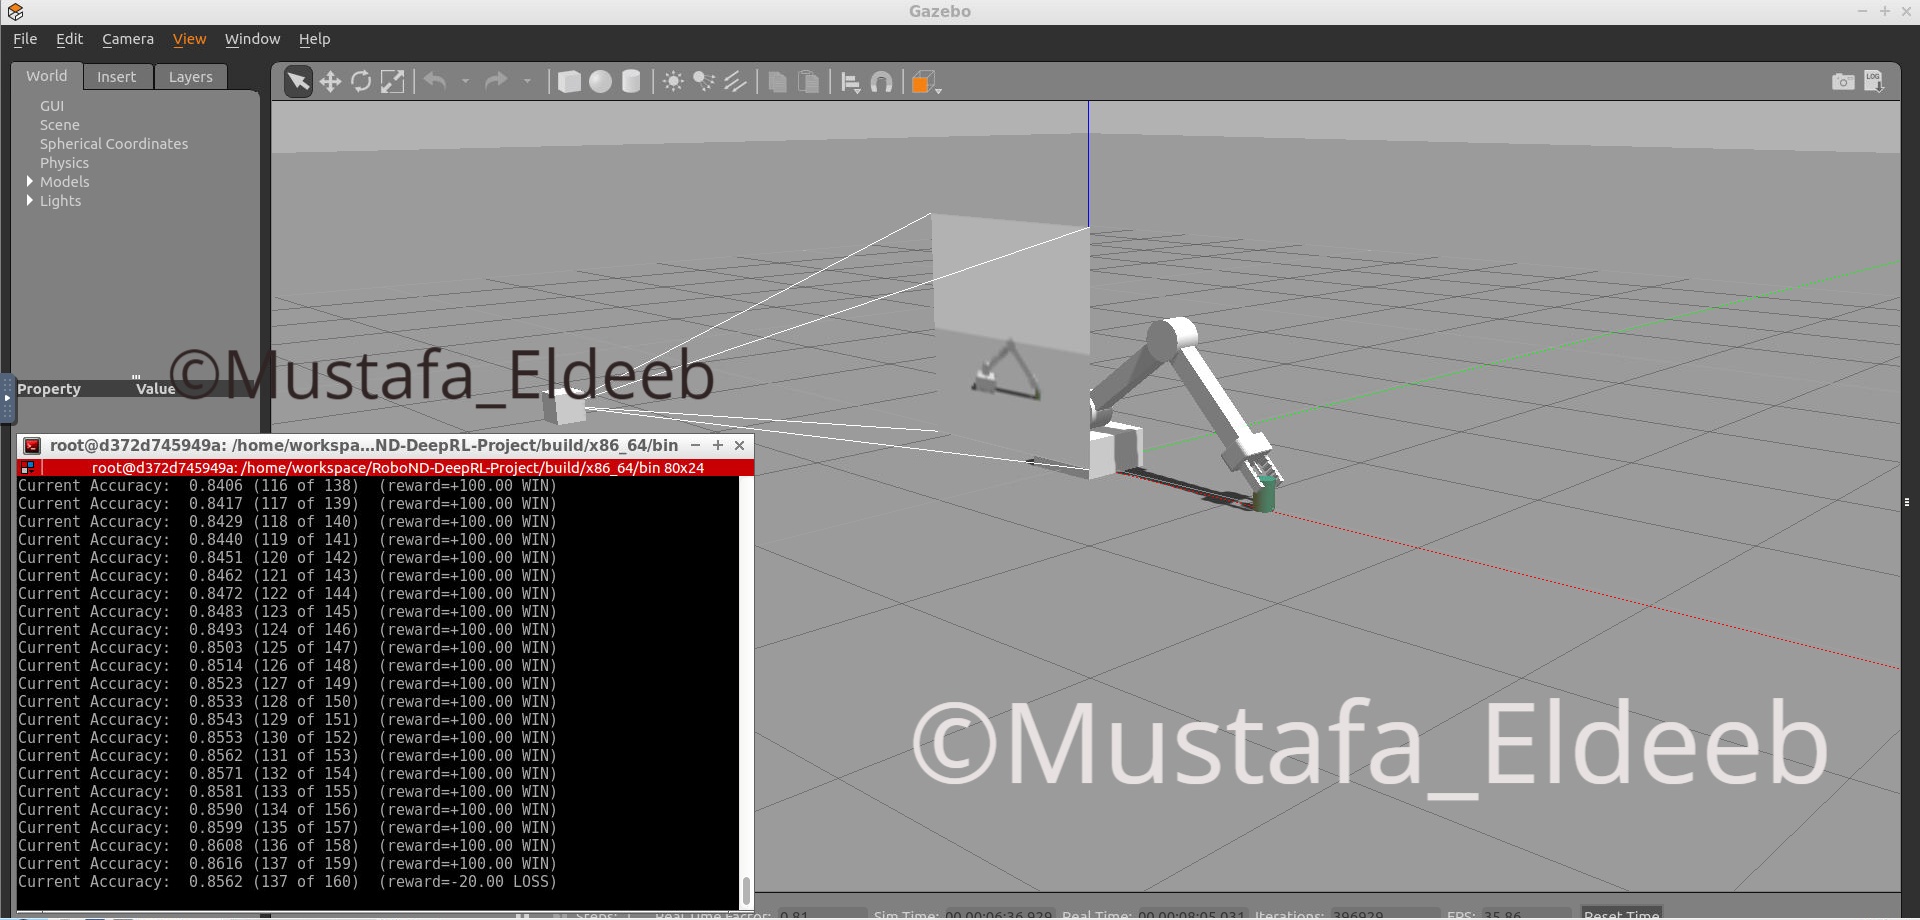 Gazebo
File Edit Camera View Window Help
World Insert Layers
GUI
Scene
Spherical Coordinates
Physics
Models
Lights
Property Value
©Mustafa_Eldeeb
root@d372d745949a: /home/workspa...ND-DeepRL-Project/build/x86_64/bin
root@d372d745949a: /home/workspace/RoboND-DeepRL-Project/build/x86_64/bin 80x24
Current Accuracy:  0.8406 (116 of 138)  (reward=+100.00 WIN)
Current Accuracy:  0.8417 (117 of 139)  (reward=+100.00 WIN)
Current Accuracy:  0.8429 (118 of 140)  (reward=+100.00 WIN)
Current Accuracy:  0.8440 (119 of 141)  (reward=+100.00 WIN)
Current Accuracy:  0.8451 (120 of 142)  (reward=+100.00 WIN)
Current Accuracy:  0.8462 (121 of 143)  (reward=+100.00 WIN)
Current Accuracy:  0.8472 (122 of 144)  (reward=+100.00 WIN)
Current Accuracy:  0.8483 (123 of 145)  (reward=+100.00 WIN)
Current Accuracy:  0.8493 (124 of 146)  (reward=+100.00 WIN)
Current Accuracy:  0.8503 (125 of 147)  (reward=+100.00 WIN)
Current Accuracy:  0.8514 (126 of 148)  (reward=+100.00 WIN)
Current Accuracy:  0.8523 (127 of 149)  (reward=+100.00 WIN)
Current Accuracy:  0.8533 (128 of 150)  (reward=+100.00 WIN)
Current Accuracy:  0.8543 (129 of 151)  (reward=+100.00 WIN)
Current Accuracy:  0.8553 (130 of 152)  (reward=+100.00 WIN)
Current Accuracy:  0.8562 (131 of 153)  (reward=+100.00 WIN)
Current Accuracy:  0.8571 (132 of 154)  (reward=+100.00 WIN)
Current Accuracy:  0.8581 (133 of 155)  (reward=+100.00 WIN)
Current Accuracy:  0.8590 (134 of 156)  (reward=+100.00 WIN)
Current Accuracy:  0.8599 (135 of 157)  (reward=+100.00 WIN)
Current Accuracy:  0.8608 (136 of 158)  (reward=+100.00 WIN)
Current Accuracy:  0.8616 (137 of 159)  (reward=+100.00 WIN)
Current Accuracy:  0.8562 (137 of 160)  (reward=-20.00 LOSS)
©Mustafa_Eldeeb
LOG
Steps: 1 Real Time Factor: 0.81 Sim Time: 00 00:06:36.929 Real Time: 00 00:08:05.031 Iterations: 396929 FPS: 35.86 Reset Time